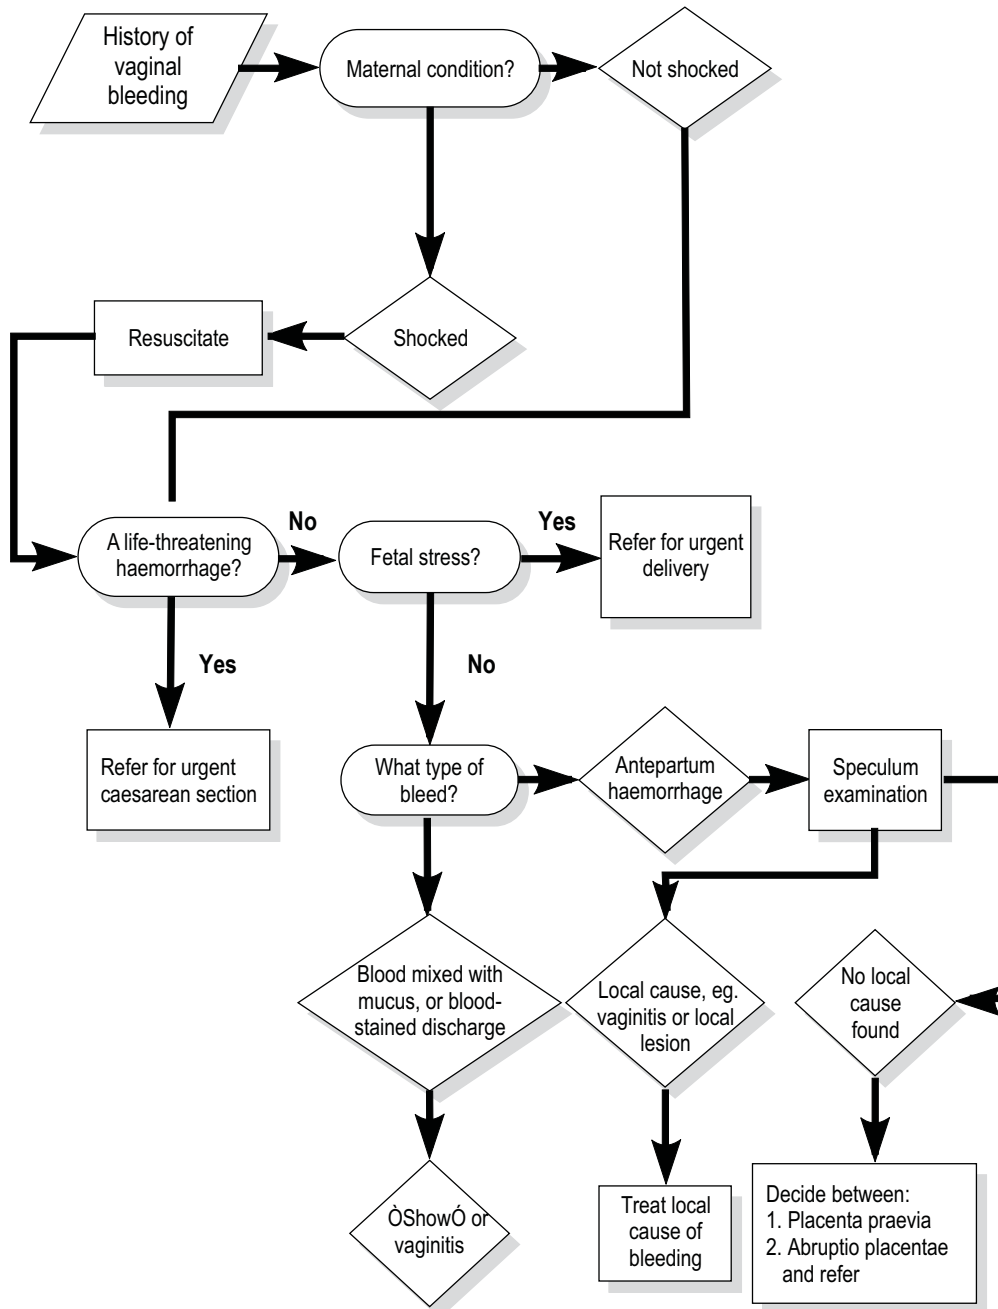 History of
vaginal
bleeding
Maternal condition?
Not shocked
Resuscitate
Shocked
A life-threatening
haemorrhage?
No
Fetal stress?
Yes
Refer for urgent
delivery
Yes
No
Refer for urgent
caesarean section
What type of
bleed?
Antepartum
haemorrhage
Speculum
examination
Blood mixed with
mucus, or blood-
stained discharge
Local cause, eg.
vaginitis or local
lesion
No local
cause
found
ÒShowÓ or
vaginitis
Treat local
cause of
bleeding
Decide between:
1. Placenta praevia
2. Abruptio placentae
and refer